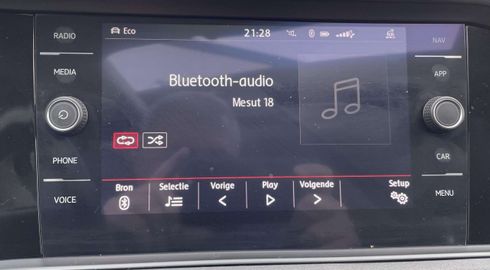 RADIO
MEDIA
PHONE
VOICE
Eco
21:28
Bluetooth-audio
Mesut 18
Bron
Selectie
Vorige
Play
Volgende
Setup
NAV
APP
CAR
MENU